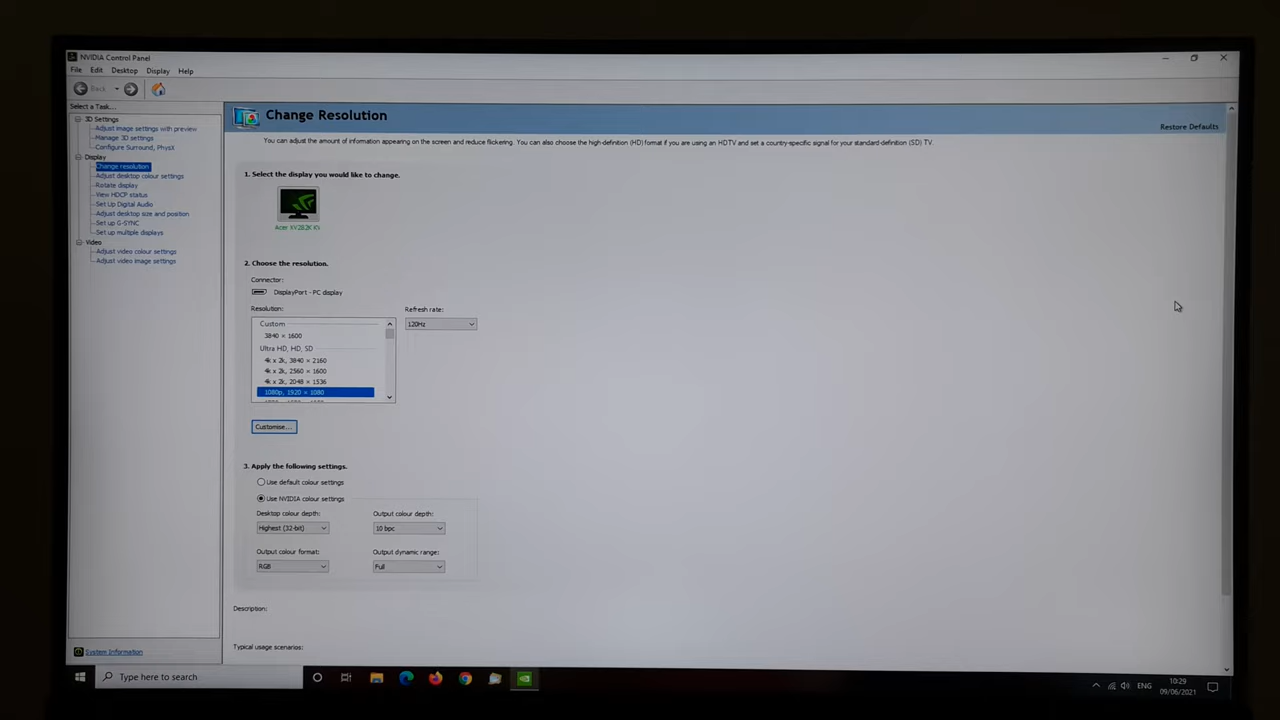 NVIDIA Control Panel
File Edit Desktop Display Help
Back
Select a Task...
3D Settings
Adjust image settings with preview
Manage 3D settings
Configure Surround, PhysX
Display
Change resolution
Adjust desktop colour settings
Rotate display
View HDCP status
Set Up Digital Audio
Adjust desktop size and position
Set up G-SYNC
Set up multiple displays
Video
Adjust video colour settings
Adjust video image settings
System Information
Change Resolution
Restore Defaults
You can adjust the amount of information appearing on the screen and reduce flickering. You can also choose the high-definition (HD) format if you are using an HDTV and set a country-specific signal for your standard-definition (SD) TV.
1. Select the display you would like to change.
Acer XV282K KV
2. Choose the resolution.
Connector:
DisplayPort - PC display
Resolution:
Refresh rate:
Custom
120Hz
3840 × 1600
Ultra HD, HD, SD
4k x 2k, 3840 × 2160
4k x 2k, 2560 × 1600
4k x 2k, 2048 × 1536
1080p, 1920 × 1080
Customise...
3. Apply the following settings.
Use default colour settings
Use NVIDIA colour settings
Desktop colour depth: Output colour depth:
Highest (32-bit) 10 bpc
Output colour format: Output dynamic range:
RGB Full
Description:
Typical usage scenarios:
Type here to search
ENG
10:29
09/06/2021